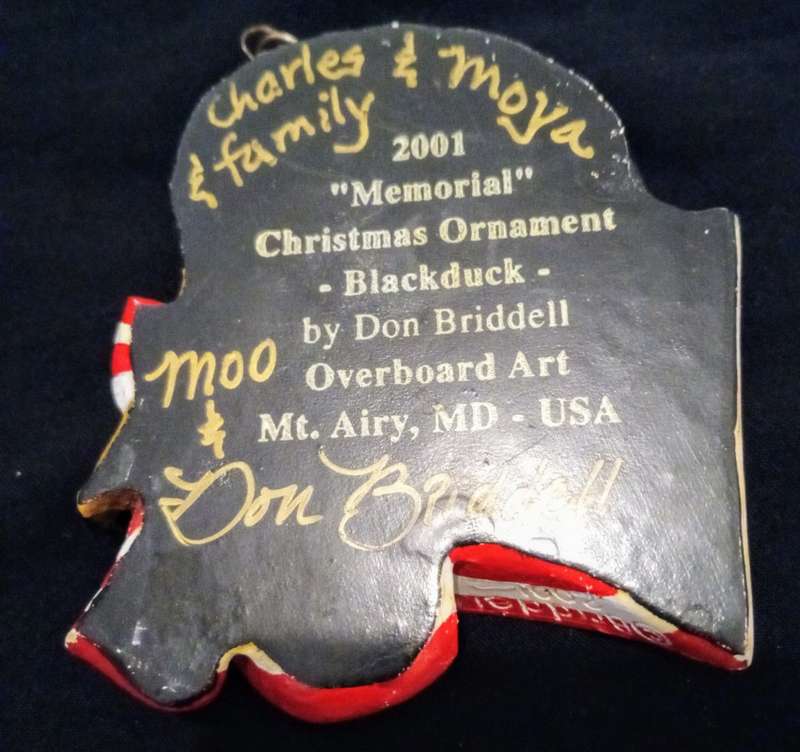 Charles & Moya
& family
2001
"Memorial"
Christmas Ornament
- Blackduck -
by Don Briddell
Overboard Art
Mt. Airy, MD - USA
Moo
&
Don Briddell